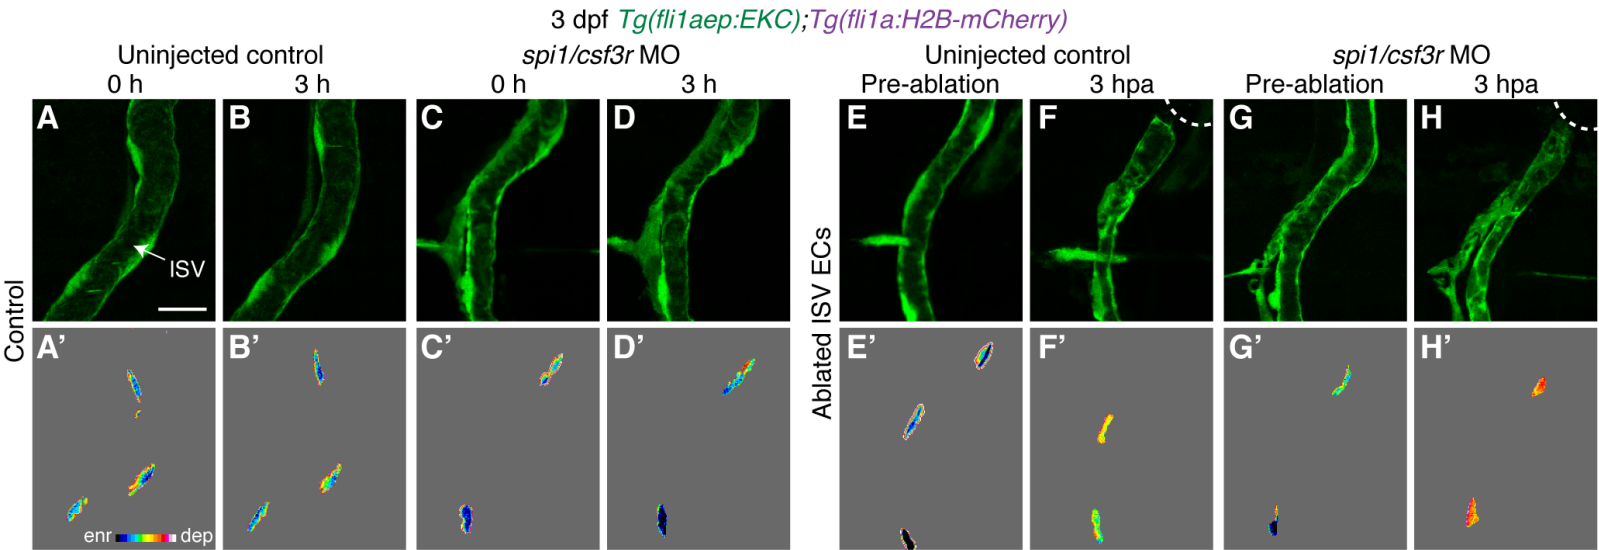 3 dpf Tg(fli1aep:EKC);Tg(fli1a:H2B-mCherry)
Uninjected control
spi1/csf3r MO
Uninjected control
spi1/csf3r MO
0 h
3 h
0 h
3 h
Pre-ablation
3 hpa
Pre-ablation
3 hpa
Control
A
ISV
B
C
D
Ablated ISV ECs
E
F
G
H
A’
enr
dep
B’
C’
D’
E’
F’
G’
H’